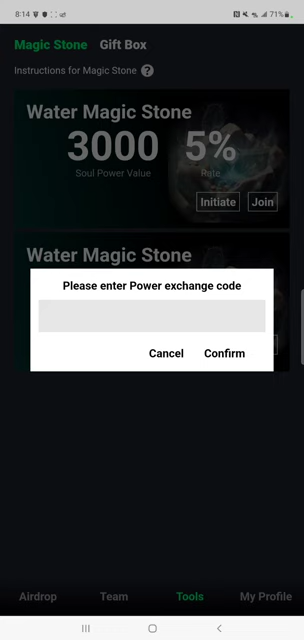 8:14
71%
Magic Stone Gift Box
Instructions for Magic Stone ?
Water Magic Stone
3000 5%
Soul Power Value Rate
Initiate Join
Water Magic Stone
Please enter Power exchange code
Cancel Confirm
Airdrop Team Tools My Profile